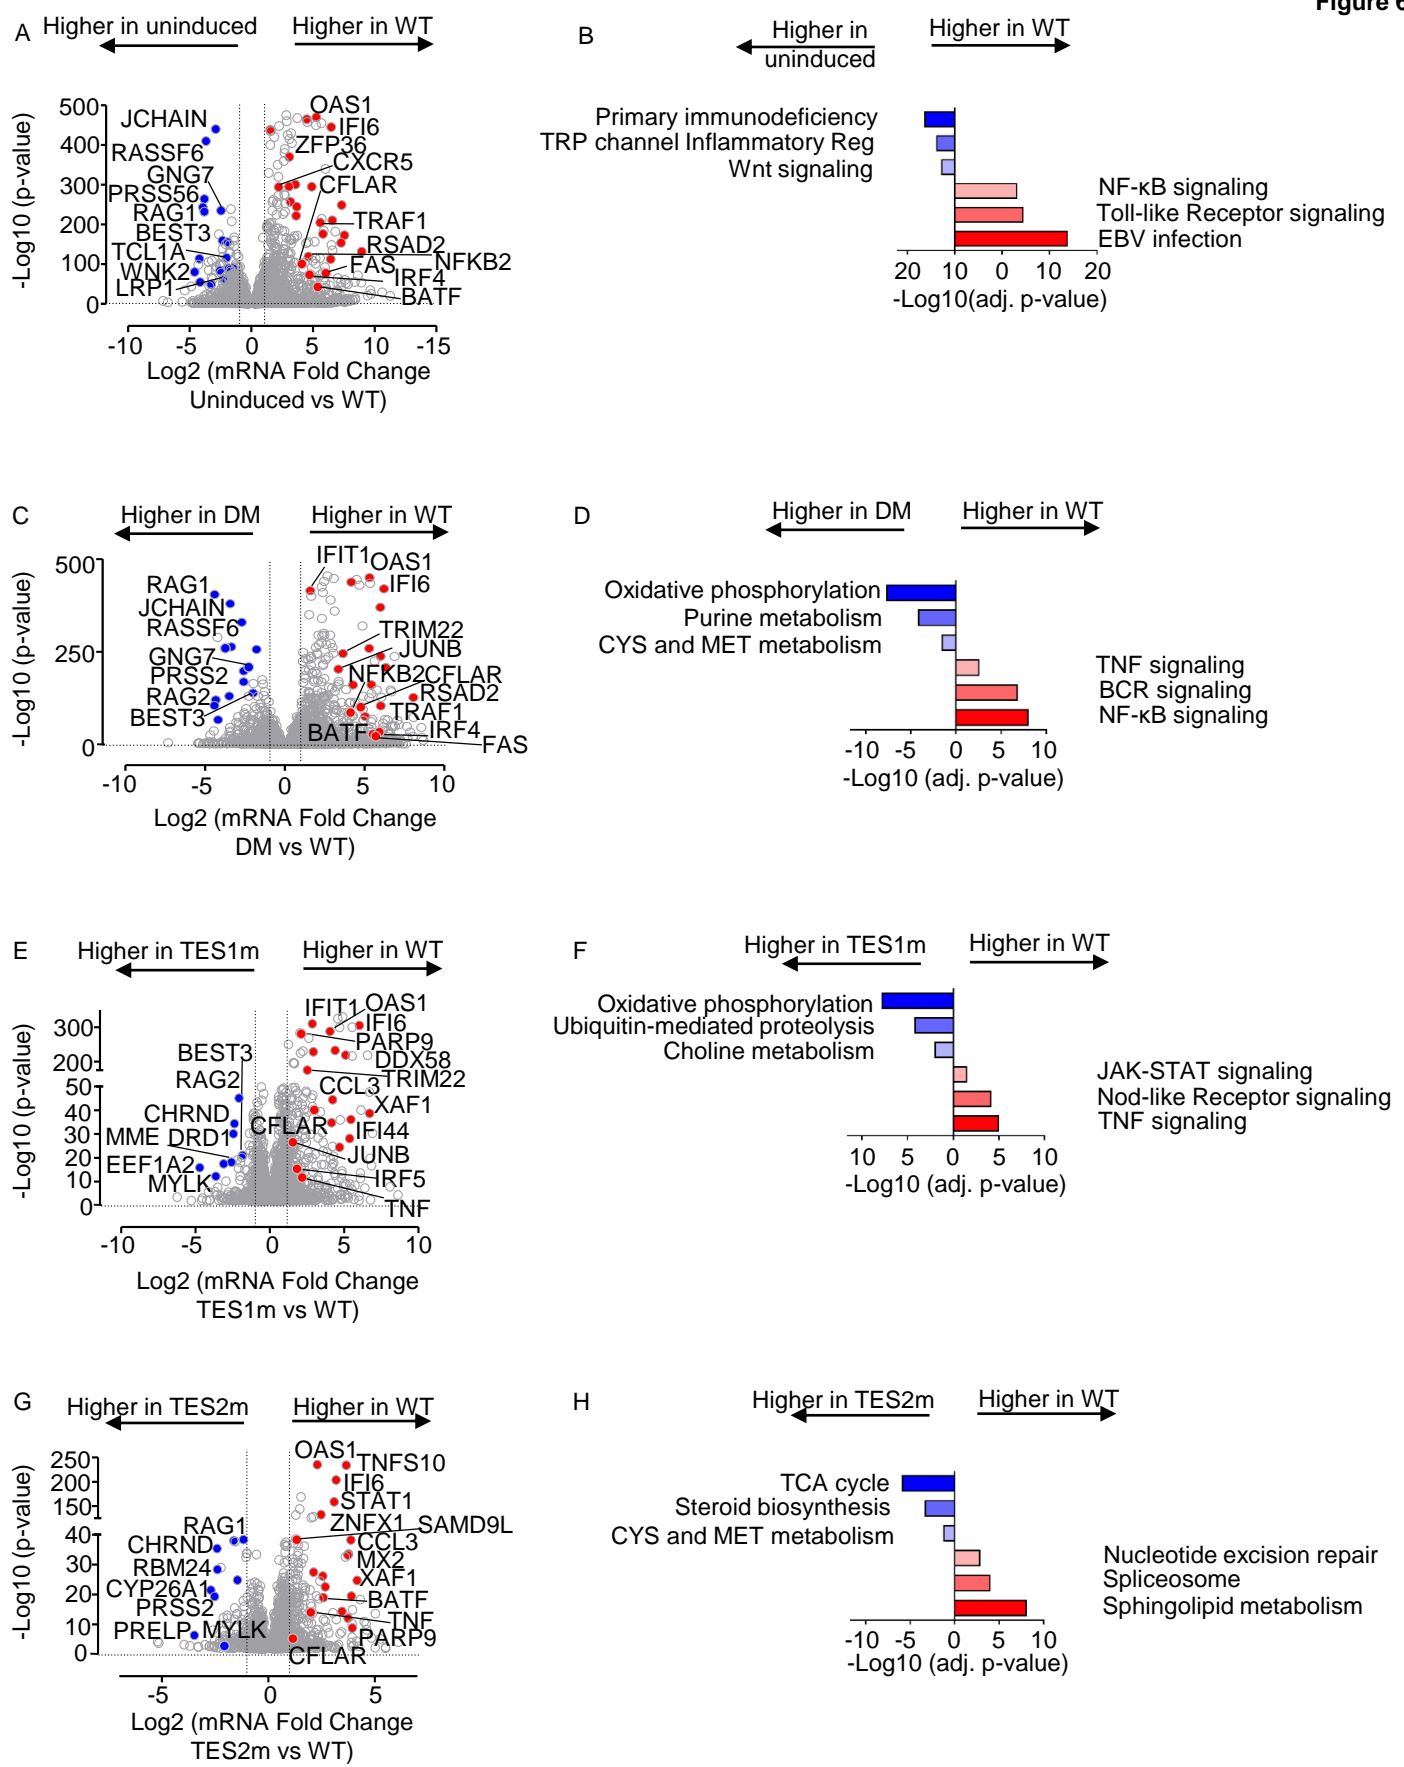 Figure 6
A
Higher in uninduced
Higher in WT
-Log10 (p-value)
500
400
300
200
100
0
JCHAIN
RASSF6
GNG7
PRSS56
RAG1
BEST3
TCL1A
WNK2
LRP1
OAS1
IFI6
ZFP36
CXCR5
CFLAR
TRAF1
RSAD2
NFKB2
FAS
IRF4
BATF
-10 -5 0 5 10 -15
Log2 (mRNA Fold Change
Uninduced vs WT)
B
Higher in
uninduced
Higher in WT
Primary immunodeficiency
TRP channel Inflammatory Reg
Wnt signaling
NF-κB signaling
Toll-like Receptor signaling
EBV infection
20 10 0 10 20
-Log10(adj. p-value)
C
Higher in DM
Higher in WT
-Log10 (p-value)
500
250
0
RAG1
JCHAIN
RASSF6
GNG7
PRSS2
RAG2
BEST3
IFIT1
OAS1
IFI6
TRIM22
JUNB
NFKB2
CFLAR
RSAD2
TRAF1
BATF
IRF4
FAS
-10 -5 0 5 10
Log2 (mRNA Fold Change
DM vs WT)
D
Higher in DM
Higher in WT
Oxidative phosphorylation
Purine metabolism
CYS and MET metabolism
TNF signaling
BCR signaling
NF-κB signaling
-10 -5 0 5 10
-Log10 (adj. p-value)
E
Higher in TES1m
Higher in WT
-Log10 (p-value)
300
200
50
40
30
20
10
0
BEST3
RAG2
CHRND
MME DRD1
EEF1A2
MYLK
IFIT1
OAS1
IFI6
PARP9
DDX58
TRIM22
CCL3
XAF1
CFLAR
IFI44
JUNB
IRF5
TNF
-10 -5 0 5 10
Log2 (mRNA Fold Change
TES1m vs WT)
F
Higher in TES1m
Higher in WT
Oxidative phosphorylation
Ubiquitin-mediated proteolysis
Choline metabolism
JAK-STAT signaling
Nod-like Receptor signaling
TNF signaling
10 5 0 5 10
-Log10 (adj. p-value)
G
Higher in TES2m
Higher in WT
-Log10 (p-value)
250
200
150
40
30
20
10
0
RAG1
CHRND
RBM24
CYP26A1
PRSS2
PRELP
MYLK
OAS1
TNFS10
IFI6
STAT1
ZNFX1
SAMD9L
CCL3
MX2
XAF1
BATF
TNF
PARP9
CFLAR
-5 0 5
Log2 (mRNA Fold Change
TES2m vs WT)
H
Higher in TES2m
Higher in WT
TCA cycle
Steroid biosynthesis
CYS and MET metabolism
Nucleotide excision repair
Spliceosome
Sphingolipid metabolism
-10 -5 0 5 10
-Log10 (adj. p-value)